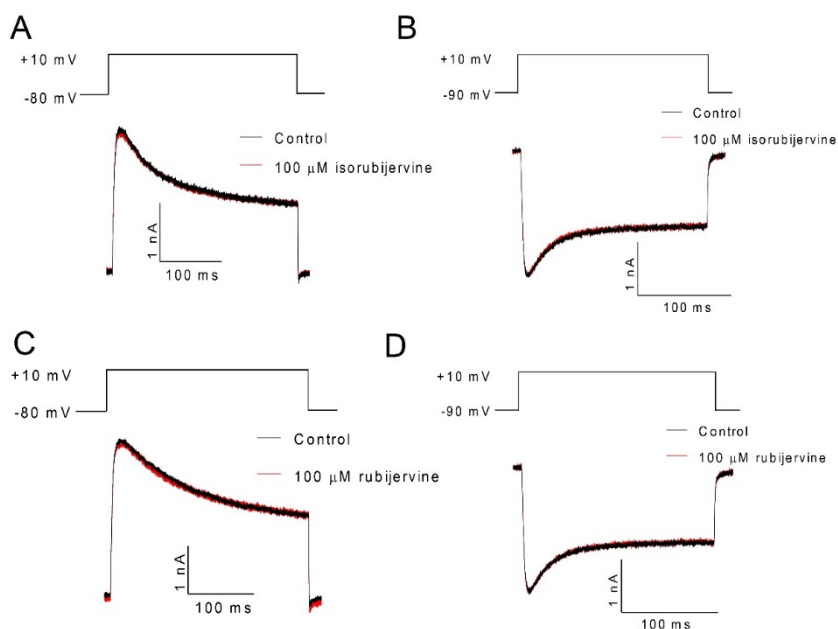 A
+10 mV
-80 mV
Control
100 μM isorubijervine
1 nA
100 ms
B
+10 mV
-90 mV
Control
100 μM isorubijervine
1 nA
100 ms
C
+10 mV
-80 mV
Control
100 μM rubijervine
1 nA
100 ms
D
+10 mV
-90 mV
Control
100 μM rubijervine
1 nA
100 ms